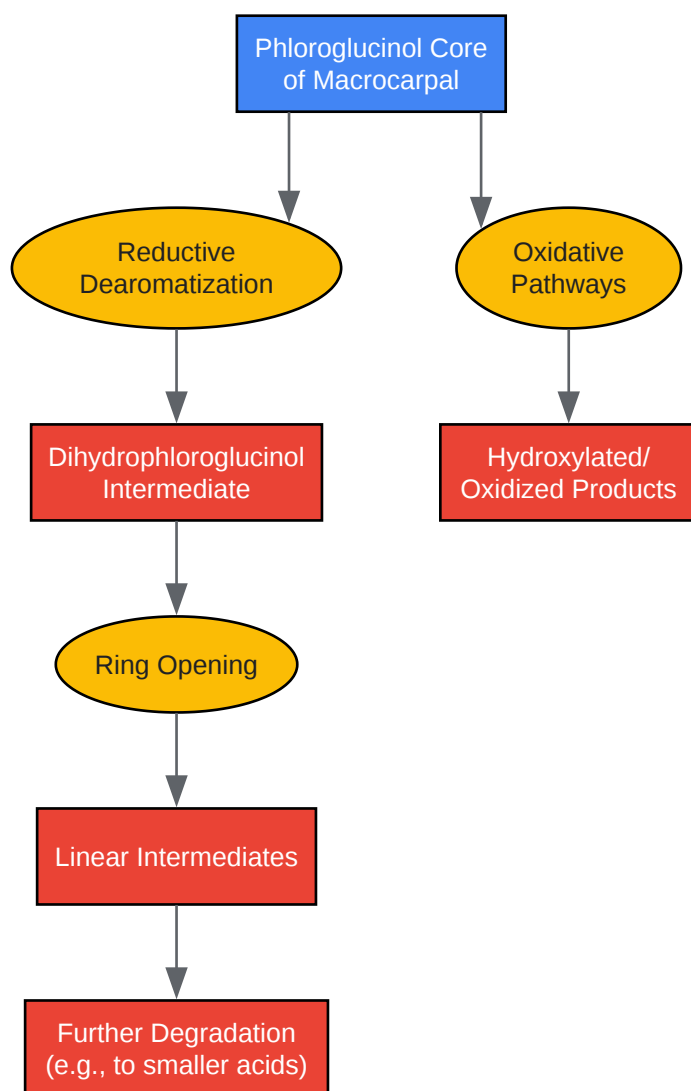 Phloroglucinol Core
of Macrocarpal
Reductive
Dearomatization
Oxidative
Pathways
Dihydrophloroglucinol
Intermediate
Hydroxylated/
Oxidized Products
Ring Opening
Linear Intermediates
Further Degradation
(e.g., to smaller acids)